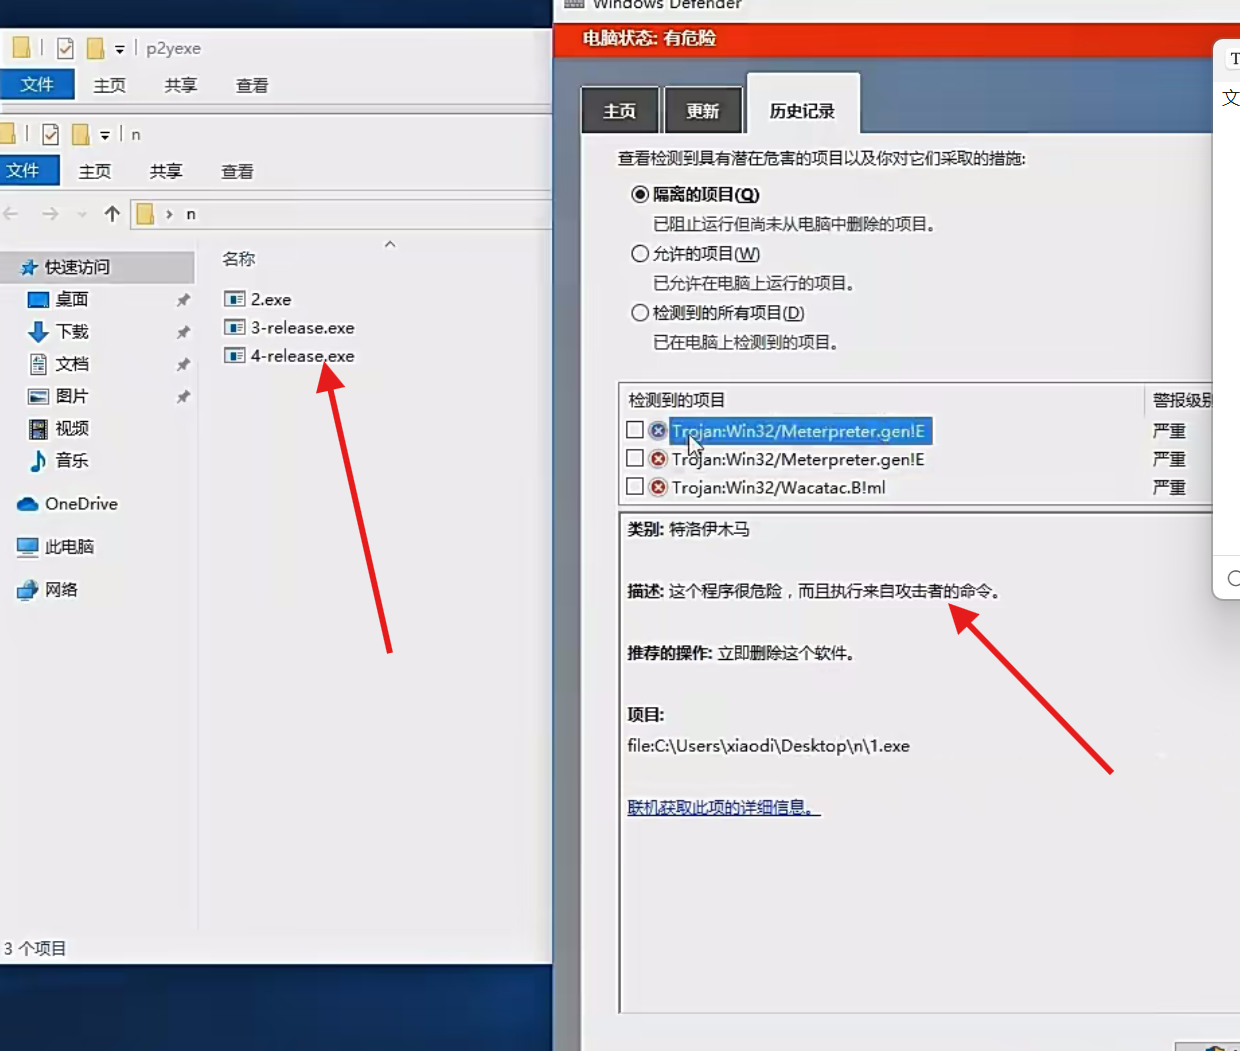 p2yexe
文件 主页 共享 查看
n
文件 主页 共享 查看
n
快速访问
桌面
下载
文档
图片
视频
音乐
OneDrive
此电脑
网络
名称
2.exe
3-release.exe
4-release.exe
3 个项目
Windows Defender
电脑状态: 有危险
主页 更新 历史记录
查看检测到具有潜在危害的项目以及你对它们采取的措施:
隔离的项目(Q)
已阻止运行但尚未从电脑中删除的项目。
允许的项目(W)
已允许在电脑上运行的项目。
检测到的所有项目(D)
已在电脑上检测到的项目。
检测到的项目 警报级别
Trojan:Win32/Meterpreter.gen!E 严重
Trojan:Win32/Meterpreter.gen!E 严重
Trojan:Win32/Wacatac.B!ml 严重
类别: 特洛伊木马
描述: 这个程序很危险，而且执行来自攻击者的命令。
推荐的操作: 立即删除这个软件。
项目:
file:C:\Users\xiaodi\Desktop\n\1.exe
联机获取此项的详细信息。
T
文